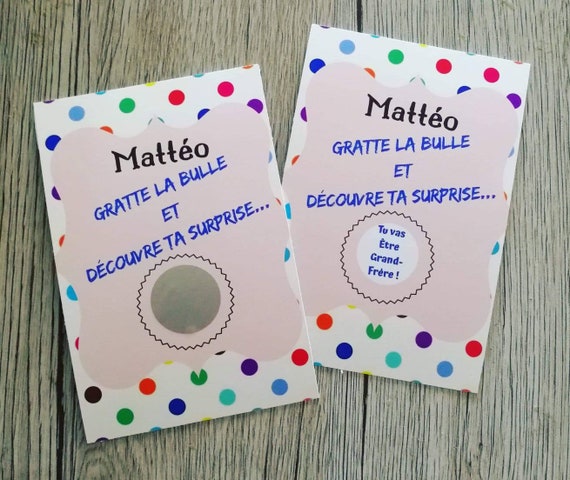 Mattéo
GRATTE LA BULLE
ET
DÉCOUVRE TA SURPRISE...
Mattéo
GRATTE LA BULLE
ET
DÉCOUVRE TA SURPRISE...
Tu vas
Être
Grand-
Frère !